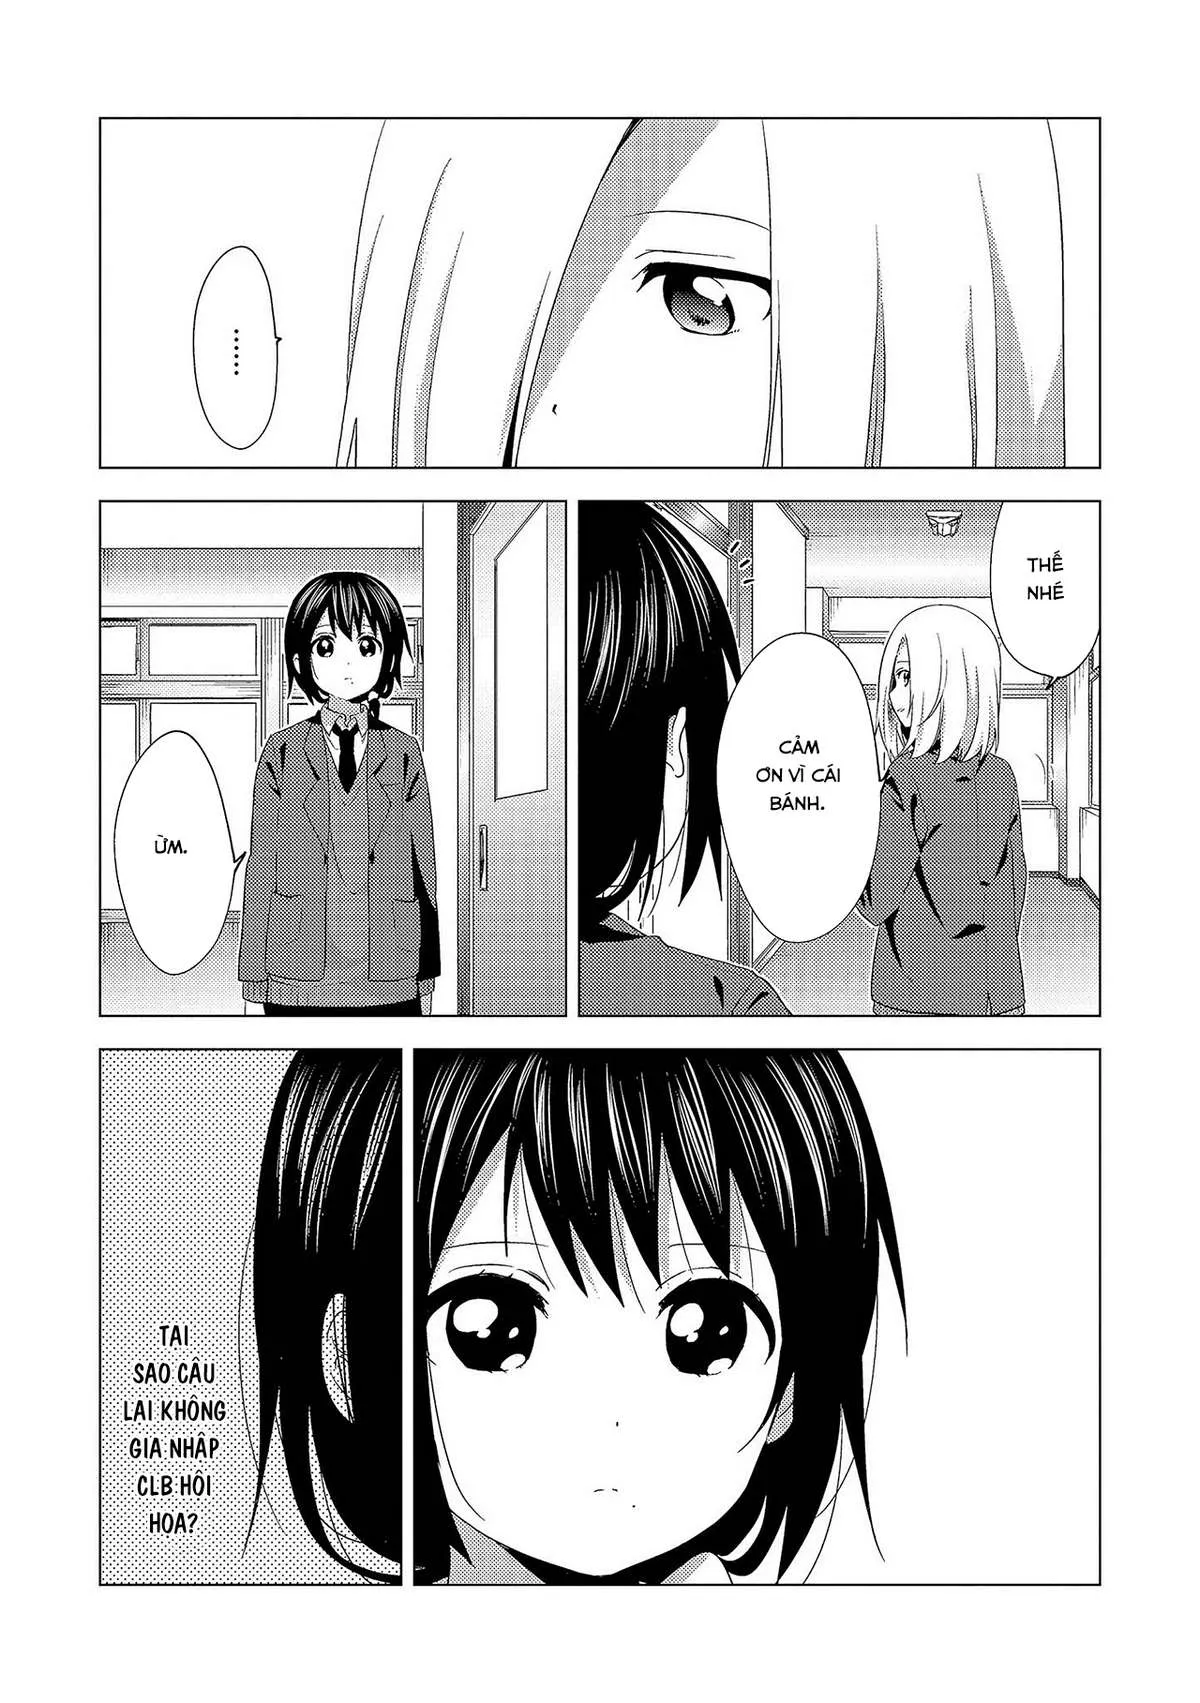 ........
THẾ
NHÉ
CẢM
ƠN VÌ CÁI
BÁNH.
ỪM.
TẠI
SAO CẬU
LẠI KHÔNG
GIA NHẬP
CLB HỘI
HỌA?